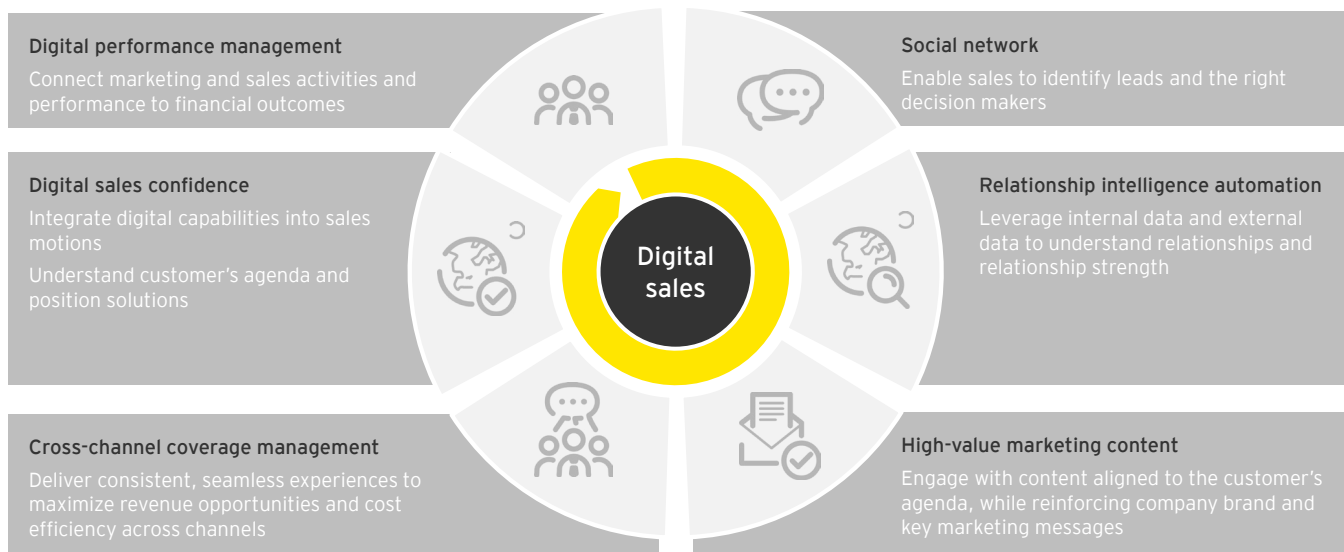 Digital performance management
Connect marketing and sales activities and
performance to financial outcomes
Social network
Enable sales to identify leads and the right
decision makers
Digital sales confidence
Integrate digital capabilities into sales
motions
Understand customer’s agenda and
position solutions
Digital
sales
Relationship intelligence automation
Leverage internal data and external
data to understand relationships and
relationship strength
Cross-channel coverage management
Deliver consistent, seamless experiences to
maximize revenue opportunities and cost
efficiency across channels
High-value marketing content
Engage with content aligned to the customer’s
agenda, while reinforcing company brand and
key marketing messages